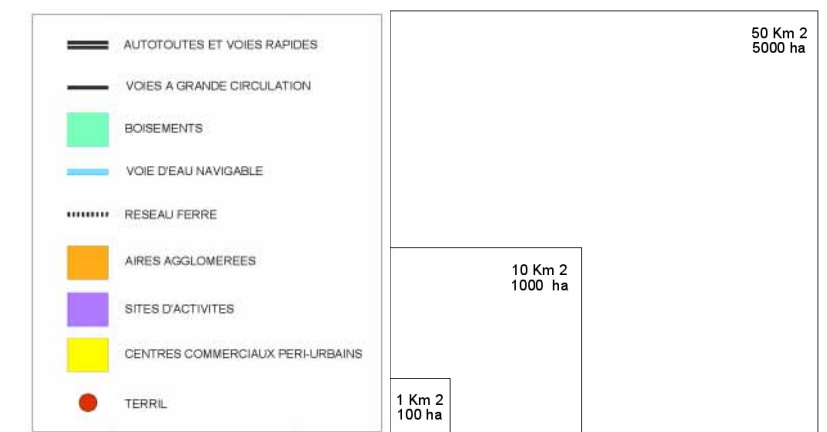 AUTOTOUTES ET VOIES RAPIDES
VOIES A GRANDE CIRCULATION
BOISEMENTS
VOIE D'EAU NAVIGABLE
RESEAU FERRE
AIRES AGGLOMEREES
SITES D'ACTIVITES
CENTRES COMMERCIAUX PERI-URBAINS
TERRIL
50 Km 2
5000 ha
10 Km 2
1000 ha
1 Km 2
100 ha